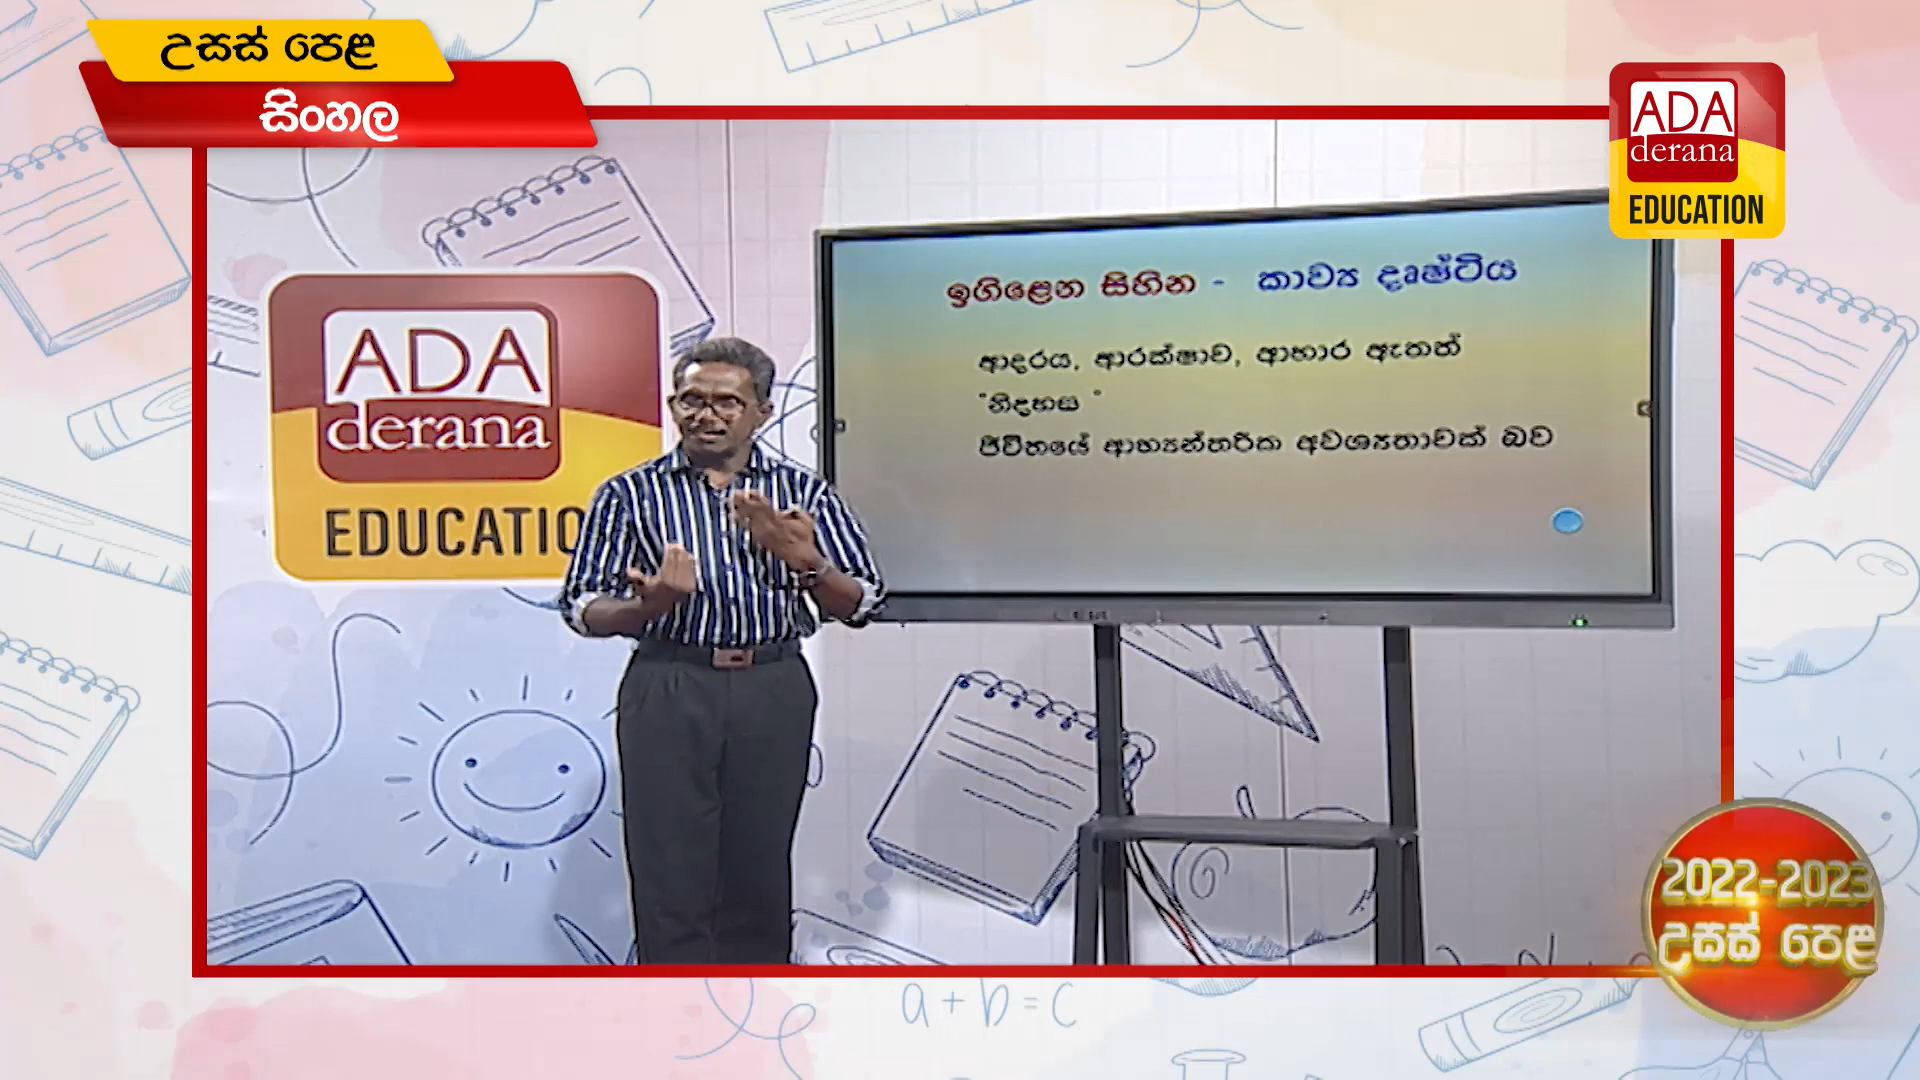 උසස් පෙළ
සිංහල
ADA
derana
EDUCATION
ADA
derana
EDUCATIO
ඉගිළෙන සිහින - කාව්‍ය දෘෂ්ටිය
ආදරය, ආරක්ෂාව, ආහාර ඇතත්
"නිදහස "
ජීවිතයේ ආභ්‍යන්තරික අවශ්‍යතාවක් බව
2022-2023
උසස් පෙළ
a + b = c